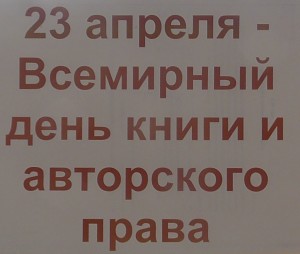 23 апреля -
Всемирный
день книги и
авторского
права